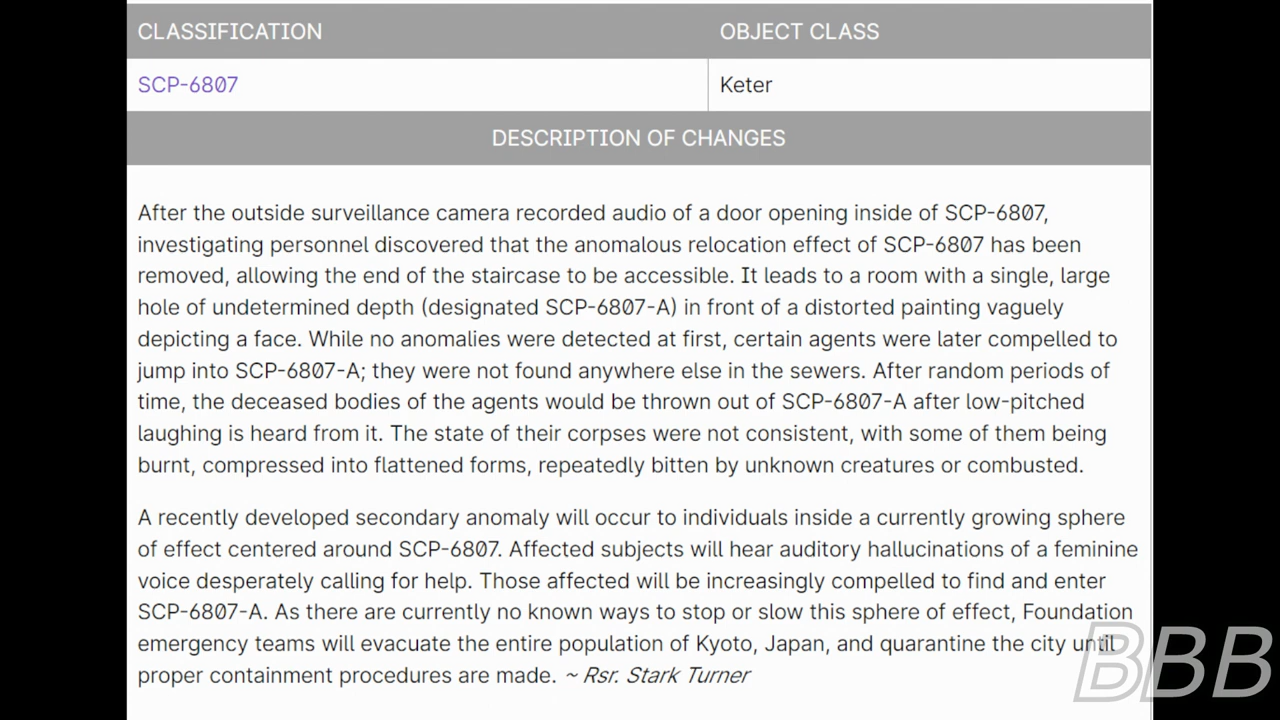 CLASSIFICATION OBJECT CLASS
SCP-6807 Keter
DESCRIPTION OF CHANGES
After the outside surveillance camera recorded audio of a door opening inside of SCP-6807,
investigating personnel discovered that the anomalous relocation effect of SCP-6807 has been
removed, allowing the end of the staircase to be accessible. It leads to a room with a single, large
hole of undetermined depth (designated SCP-6807-A) in front of a distorted painting vaguely
depicting a face. While no anomalies were detected at first, certain agents were later compelled to
jump into SCP-6807-A; they were not found anywhere else in the sewers. After random periods of
time, the deceased bodies of the agents would be thrown out of SCP-6807-A after low-pitched
laughing is heard from it. The state of their corpses were not consistent, with some of them being
burnt, compressed into flattened forms, repeatedly bitten by unknown creatures or combusted.
A recently developed secondary anomaly will occur to individuals inside a currently growing sphere
of effect centered around SCP-6807. Affected subjects will hear auditory hallucinations of a feminine
voice desperately calling for help. Those affected will be increasingly compelled to find and enter
SCP-6807-A. As there are currently no known ways to stop or slow this sphere of effect, Foundation
emergency teams will evacuate the entire population of Kyoto, Japan, and quarantine the city until
proper containment procedures are made. ~ Rsr. Stark Turner
BBB